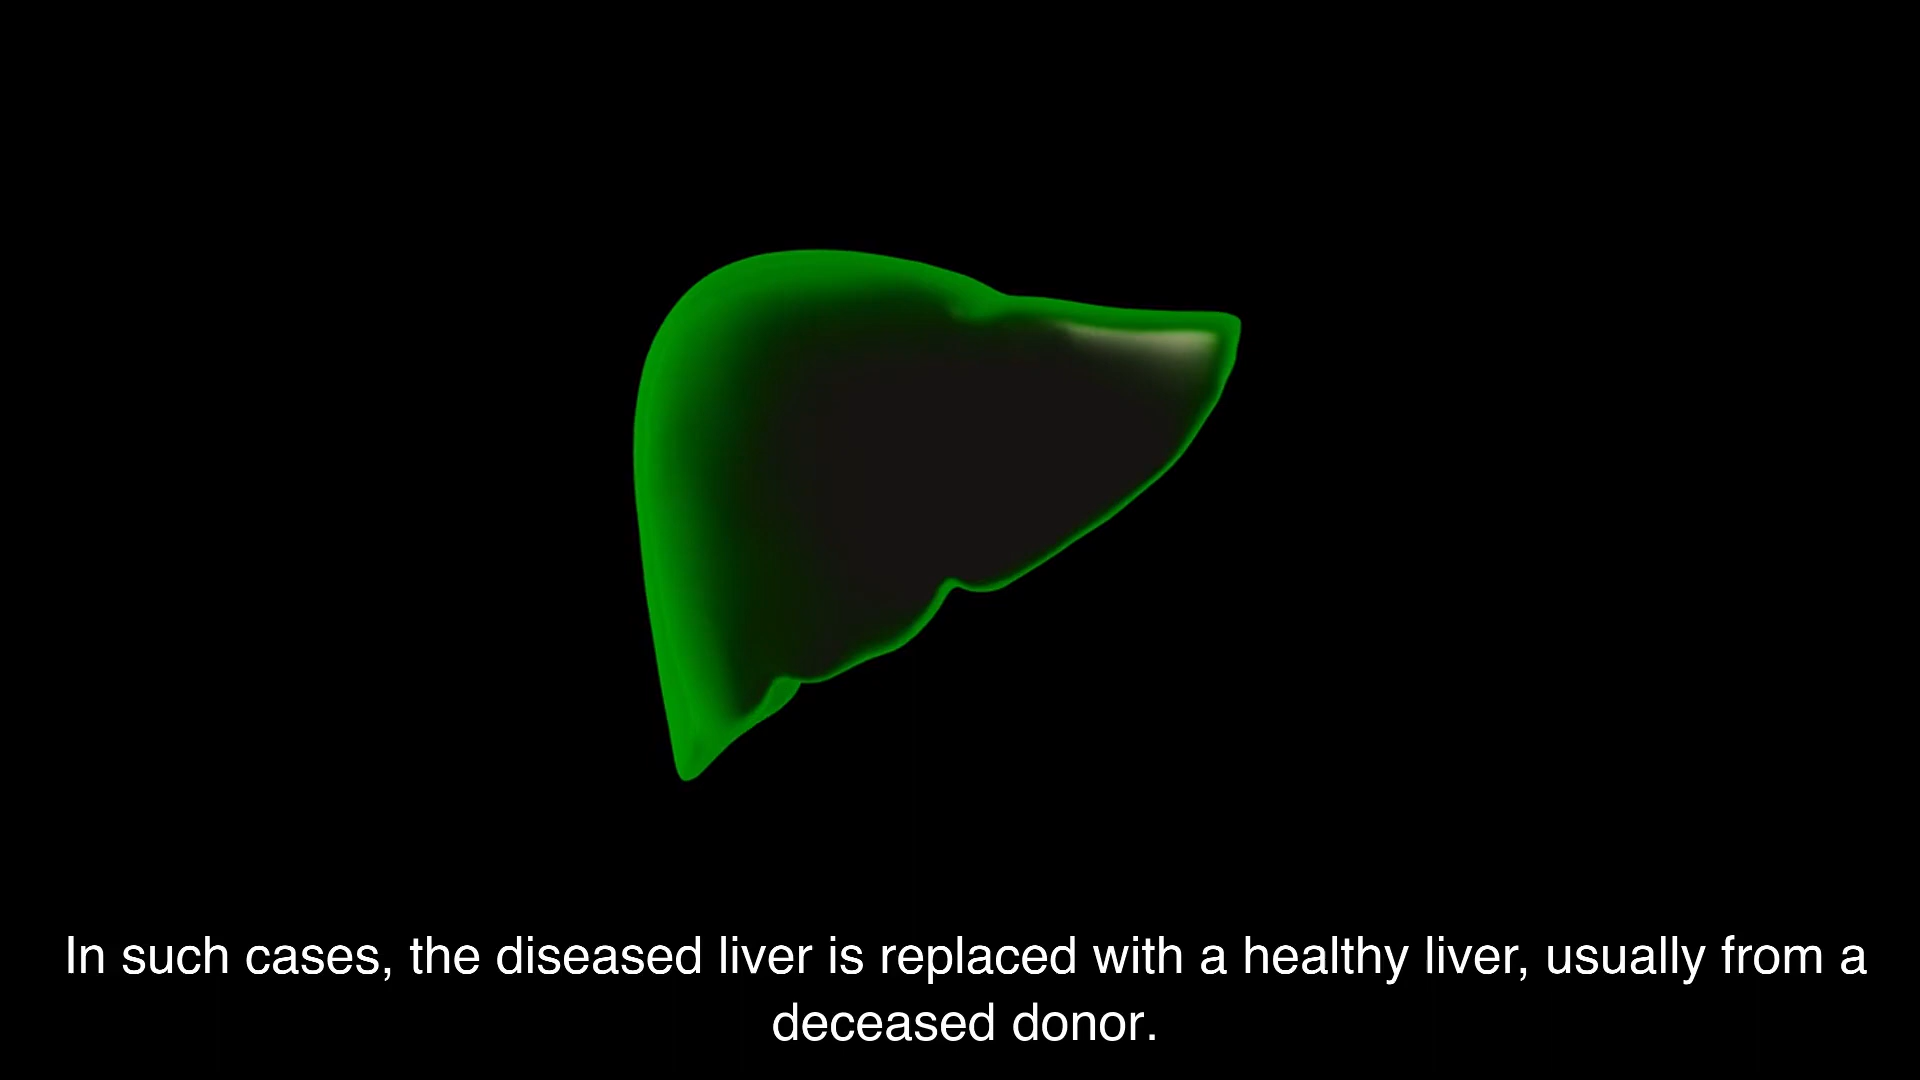 In such cases, the diseased liver is replaced with a healthy liver, usually from a
deceased donor.